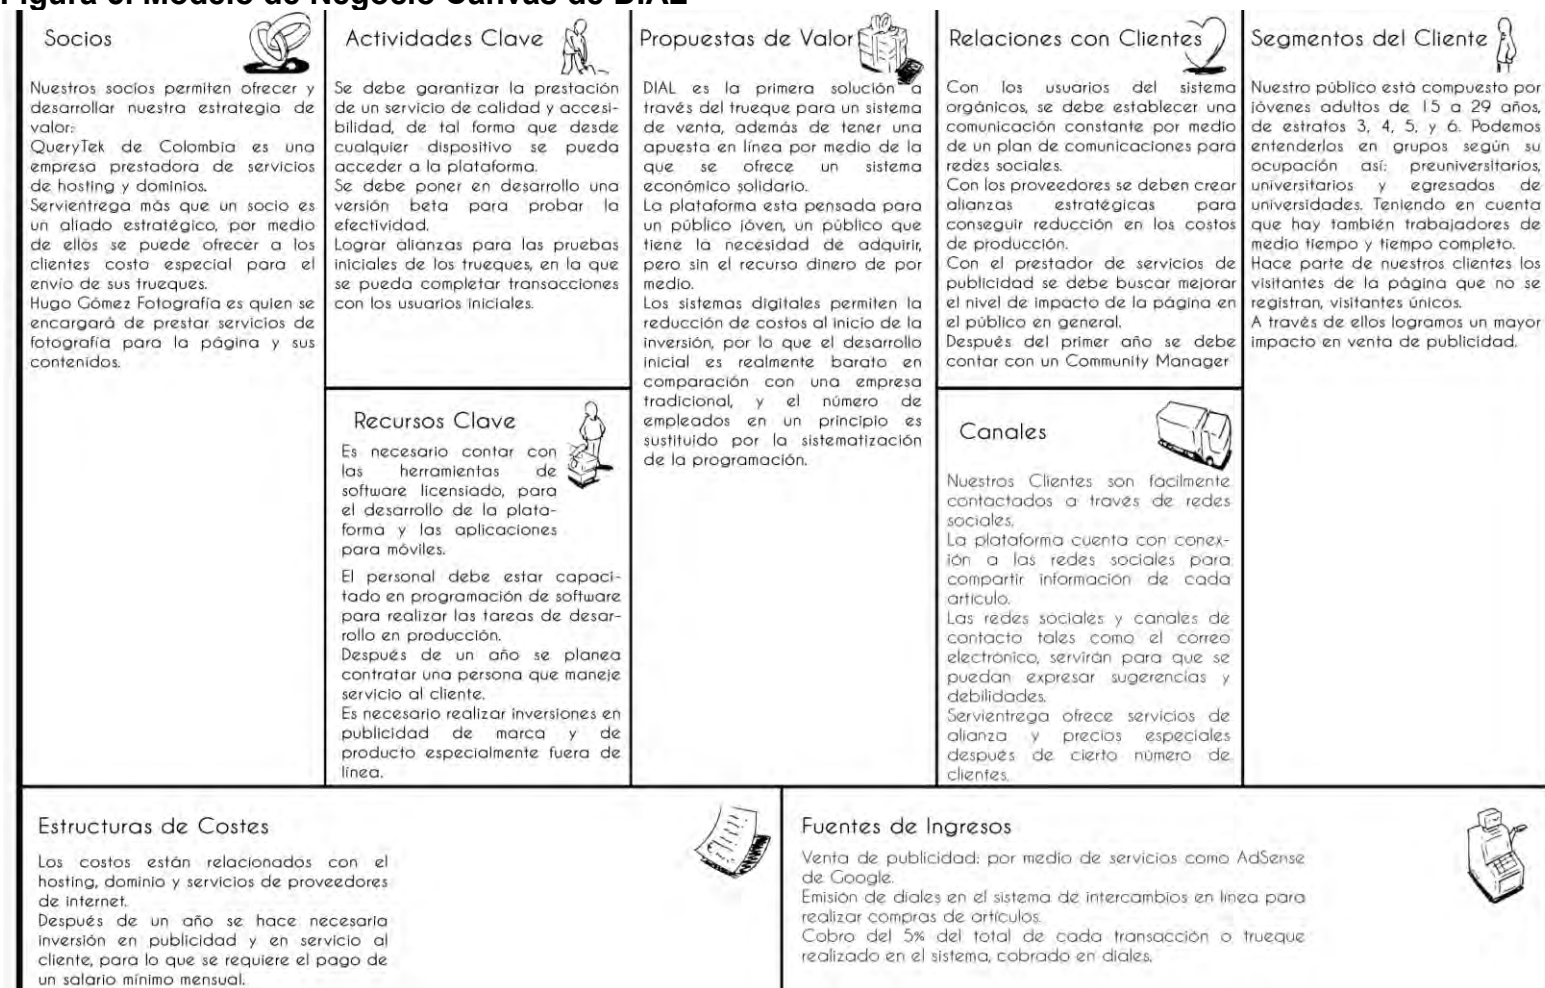 Figura 3. Modelo de Negocio Canvas de DIAL
Socios
Nuestros socios permiten ofrecer y
desarrollar nuestra estrategia de
valor:
QueryTek de Colombia es una
empresa prestadora de servicios
de hosting y dominios.
Servientrega más que un socio es
un aliado estratégico, por medio
de ellos se puede ofrecer a los
clientes costo especial para el
envío de sus trueques.
Hugo Gómez Fotografía es quien se
encargará de prestar servicios de
fotografía para la página y sus
contenidos.
Actividades Clave
Se debe garantizar la prestación
de un servicio de calidad y accesi-
bilidad, de tal forma que desde
cualquier dispositivo se pueda
acceder a la plataforma.
Se debe poner en desarrollo una
versión beta para probar la
efectividad.
Lograr alianzas para las pruebas
iniciales de los trueques, en la que
se pueda completar transacciones
con los usuarios iniciales.
Recursos Clave
Es necesario contar con
las herramientas de
software licensiado, para
el desarrollo de la plata-
forma y las aplicaciones
para móviles.
El personal debe estar capaci-
tado en programación de software
para realizar las tareas de desar-
rollo en producción.
Después de un año se planea
contratar una persona que maneje
servicio al cliente.
Es necesario realizar inversiones en
publicidad de marca y de
producto especialmente fuera de
línea.
Propuestas de Valor
DIAL es la primera solución a
través del trueque para un sistema
de venta, además de tener una
apuesta en línea por medio de la
que se ofrece un sistema
económico solidario.
La plataforma esta pensada para
un público jóven, un público que
tiene la necesidad de adquirir,
pero sin el recurso dinero de por
medio.
Los sistemas digitales permiten la
reducción de costos al inicio de la
inversión, por lo que el desarrollo
inicial es realmente barato en
comparación con una empresa
tradicional, y el número de
empleados en un principio es
sustituido por la sistematización
de la programación.
Relaciones con Clientes
Con los usuarios del sistema
orgánicos, se debe establecer una
comunicación constante por medio
de un plan de comunicaciones para
redes sociales.
Con los proveedores se deben crear
alianzas estratégicas para
conseguir reducción en los costos
de producción.
Con el prestador de servicios de
publicidad se debe buscar mejorar
el nivel de impacto de la página en
el público en general.
Después del primer año se debe
contar con un Community Manager
Canales
Nuestros Clientes son fácilmente
contactados a través de redes
sociales.
La plataforma cuenta con conex-
ión a las redes sociales para
compartir información de cada
artículo.
Las redes sociales y canales de
contacto tales como el correo
electrónico, servirán para que se
puedan expresar sugerencias y
debilidades.
Servientrega ofrece servicios de
alianza y precios especiales
después de cierto número de
clientes.
Segmentos del Cliente
Nuestro público está compuesto por
jóvenes adultos de 15 a 29 años,
de estratos 3, 4, 5, y 6. Podemos
entenderlos en grupos según su
ocupación así: preuniversitarios,
universitarios y egresados de
universidades. Teniendo en cuenta
que hay también trabajadores de
medio tiempo y tiempo completo.
Hace parte de nuestros clientes los
visitantes de la página que no se
registran, visitantes únicos.
A través de ellos logramos un mayor
impacto en venta de publicidad.
Estructuras de Costes
Los costos están relacionados con el
hosting, dominio y servicios de proveedores
de internet.
Después de un año se hace necesaria
inversión en publicidad y en servicio al
cliente, para lo que se requiere el pago de
un salario mínimo mensual.
Fuentes de Ingresos
Venta de publicidad: por medio de servicios como AdSense
de Google.
Emisión de diales en el sistema de intercambios en línea para
realizar compras de artículos.
Cobro del 5% del total de cada transacción o trueque
realizado en el sistema, cobrado en diales.